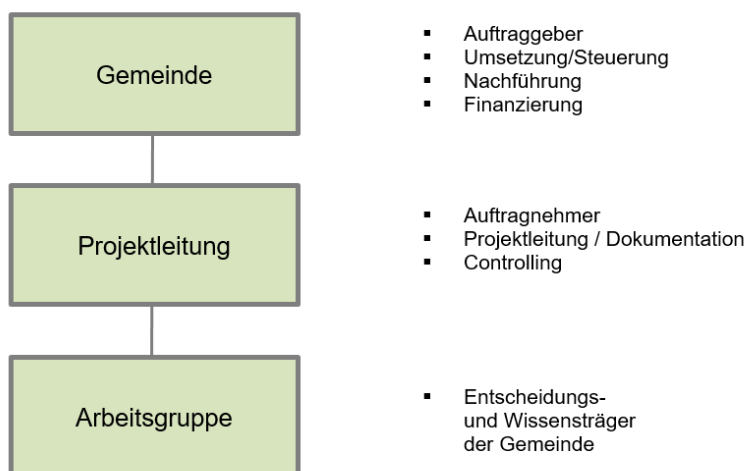 Gemeinde
▪ Auftraggeber
▪ Umsetzung/Steuerung
▪ Nachführung
▪ Finanzierung
Projektleitung
▪ Auftragnehmer
▪ Projektleitung / Dokumentation
▪ Controlling
Arbeitsgruppe
▪ Entscheidungs-
und Wissensträger
der Gemeinde